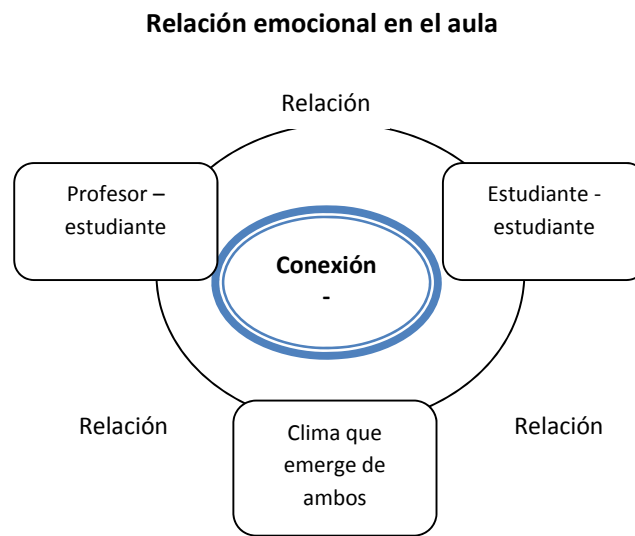 Relación emocional en el aula
Relación
Profesor –
estudiante
Estudiante -
estudiante
Conexión
-
Relación
Clima que
emerge de
ambos
Relación